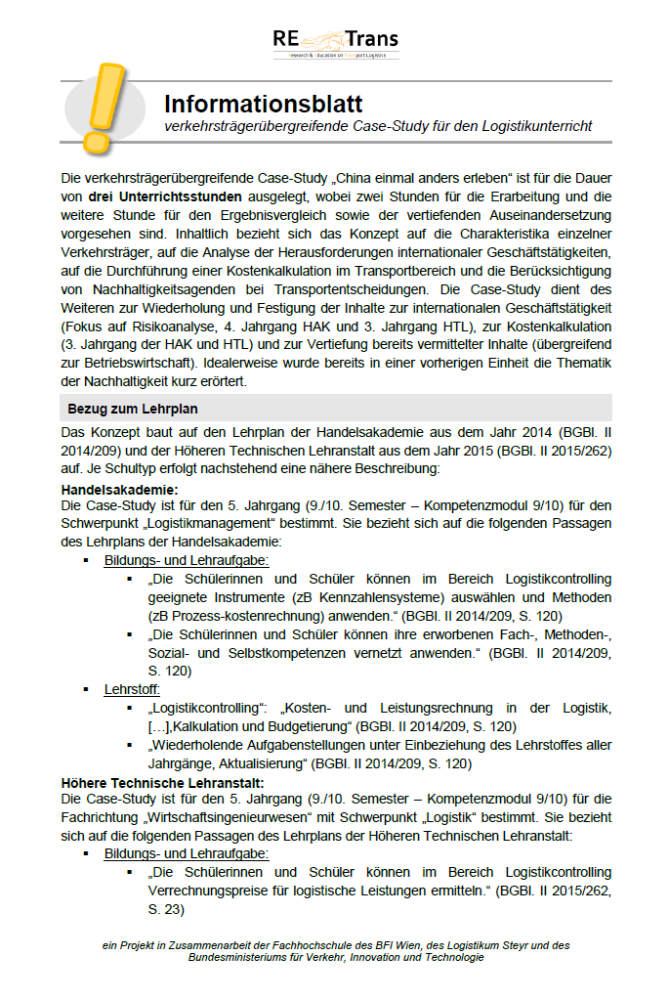 RE Trans
Research & Education on Transport Logistics
Informationsblatt
verkehrsträgerübergreifende Case-Study für den Logistikunterricht
Die verkehrsträgerübergreifende Case-Study „China einmal anders erleben“ ist für die Dauer
von drei Unterrichtsstunden ausgelegt, wobei zwei Stunden für die Erarbeitung und die
weitere Stunde für den Ergebnisvergleich sowie der vertiefenden Auseinandersetzung
vorgesehen sind. Inhaltlich bezieht sich das Konzept auf die Charakteristika einzelner
Verkehrsträger, auf die Analyse der Herausforderungen internationaler Geschäftstätigkeiten,
auf die Durchführung einer Kostenkalkulation im Transportbereich und die Berücksichtigung
von Nachhaltigkeitsagenden bei Transportentscheidungen. Die Case-Study dient des
Weiteren zur Wiederholung und Festigung der Inhalte zur internationalen Geschäftstätigkeit
(Fokus auf Risikoanalyse, 4. Jahrgang HAK und 3. Jahrgang HTL), zur Kostenkalkulation
(3. Jahrgang der HAK und HTL) und zur Vertiefung bereits vermittelter Inhalte (übergreifend
zur Betriebswirtschaft). Idealerweise wurde bereits in einer vorherigen Einheit die Thematik
der Nachhaltigkeit kurz erörtert.
Bezug zum Lehrplan
Das Konzept baut auf den Lehrplan der Handelsakademie aus dem Jahr 2014 (BGBl. II
2014/209) und der Höheren Technischen Lehranstalt aus dem Jahr 2015 (BGBl. II 2015/262)
auf. Je Schultyp erfolgt nachstehend eine nähere Beschreibung:
Handelsakademie:
Die Case-Study ist für den 5. Jahrgang (9./10. Semester – Kompetenzmodul 9/10) für den
Schwerpunkt „Logistikmanagement“ bestimmt. Sie bezieht sich auf die folgenden Passagen
des Lehrplans der Handelsakademie:
▪ Bildungs- und Lehraufgabe:
▪ „Die Schülerinnen und Schüler können im Bereich Logistikcontrolling
geeignete Instrumente (zB Kennzahlensysteme) auswählen und Methoden
(zB Prozess-kostenrechnung) anwenden.“ (BGBl. II 2014/209, S. 120)
▪ „Die Schülerinnen und Schüler können ihre erworbenen Fach-, Methoden-,
Sozial- und Selbstkompetenzen vernetzt anwenden.“ (BGBl. II 2014/209,
S. 120)
▪ Lehrstoff:
▪ „Logistikcontrolling“: „Kosten- und Leistungsrechnung in der Logistik,
[…],Kalkulation und Budgetierung“ (BGBl. II 2014/209, S. 120)
▪ „Wiederholende Aufgabenstellungen unter Einbeziehung des Lehrstoffes aller
Jahrgänge, Aktualisierung“ (BGBl. II 2014/209, S. 120)
Höhere Technische Lehranstalt:
Die Case-Study ist für den 5. Jahrgang (9./10. Semester – Kompetenzmodul 9/10) für die
Fachrichtung „Wirtschaftsingenieurwesen“ mit Schwerpunkt „Logistik“ bestimmt. Sie bezieht
sich auf die folgenden Passagen des Lehrplans der Höheren Technischen Lehranstalt:
▪ Bildungs- und Lehraufgabe:
▪ „Die Schülerinnen und Schüler können im Bereich Logistikcontrolling
Verrechnungspreise für logistische Leistungen ermitteln.“ (BGBl. II 2015/262,
S. 23)
ein Projekt in Zusammenarbeit der Fachhochschule des BFI Wien, des Logistikum Steyr und des
Bundesministeriums für Verkehr, Innovation und Technologie